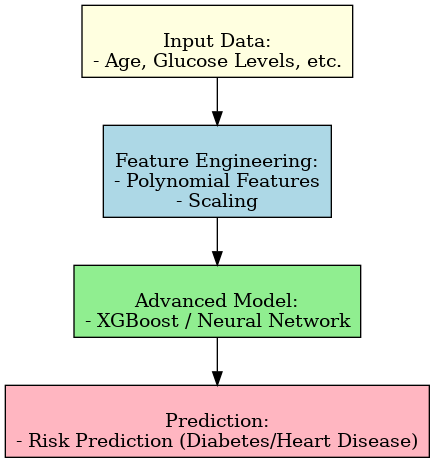 Input Data:
- Age, Glucose Levels, etc.
Feature Engineering:
- Polynomial Features
- Scaling
Advanced Model:
- XGBoost / Neural Network
Prediction:
- Risk Prediction (Diabetes/Heart Disease)